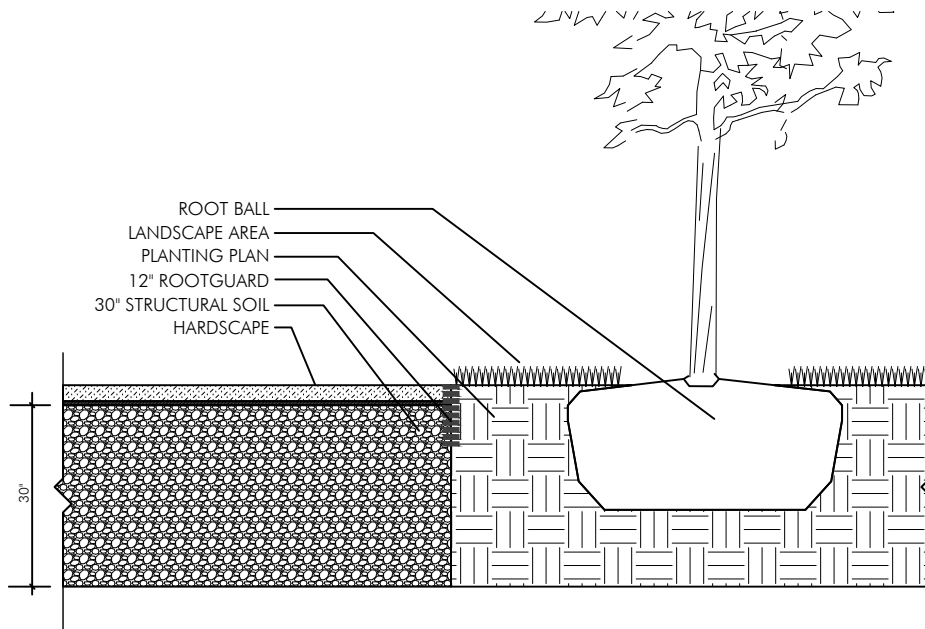 ROOT BALL
LANDSCAPE AREA
PLANTING PLAN
12" ROOTGUARD
30" STRUCTURAL SOIL
HARDSCAPE
30"